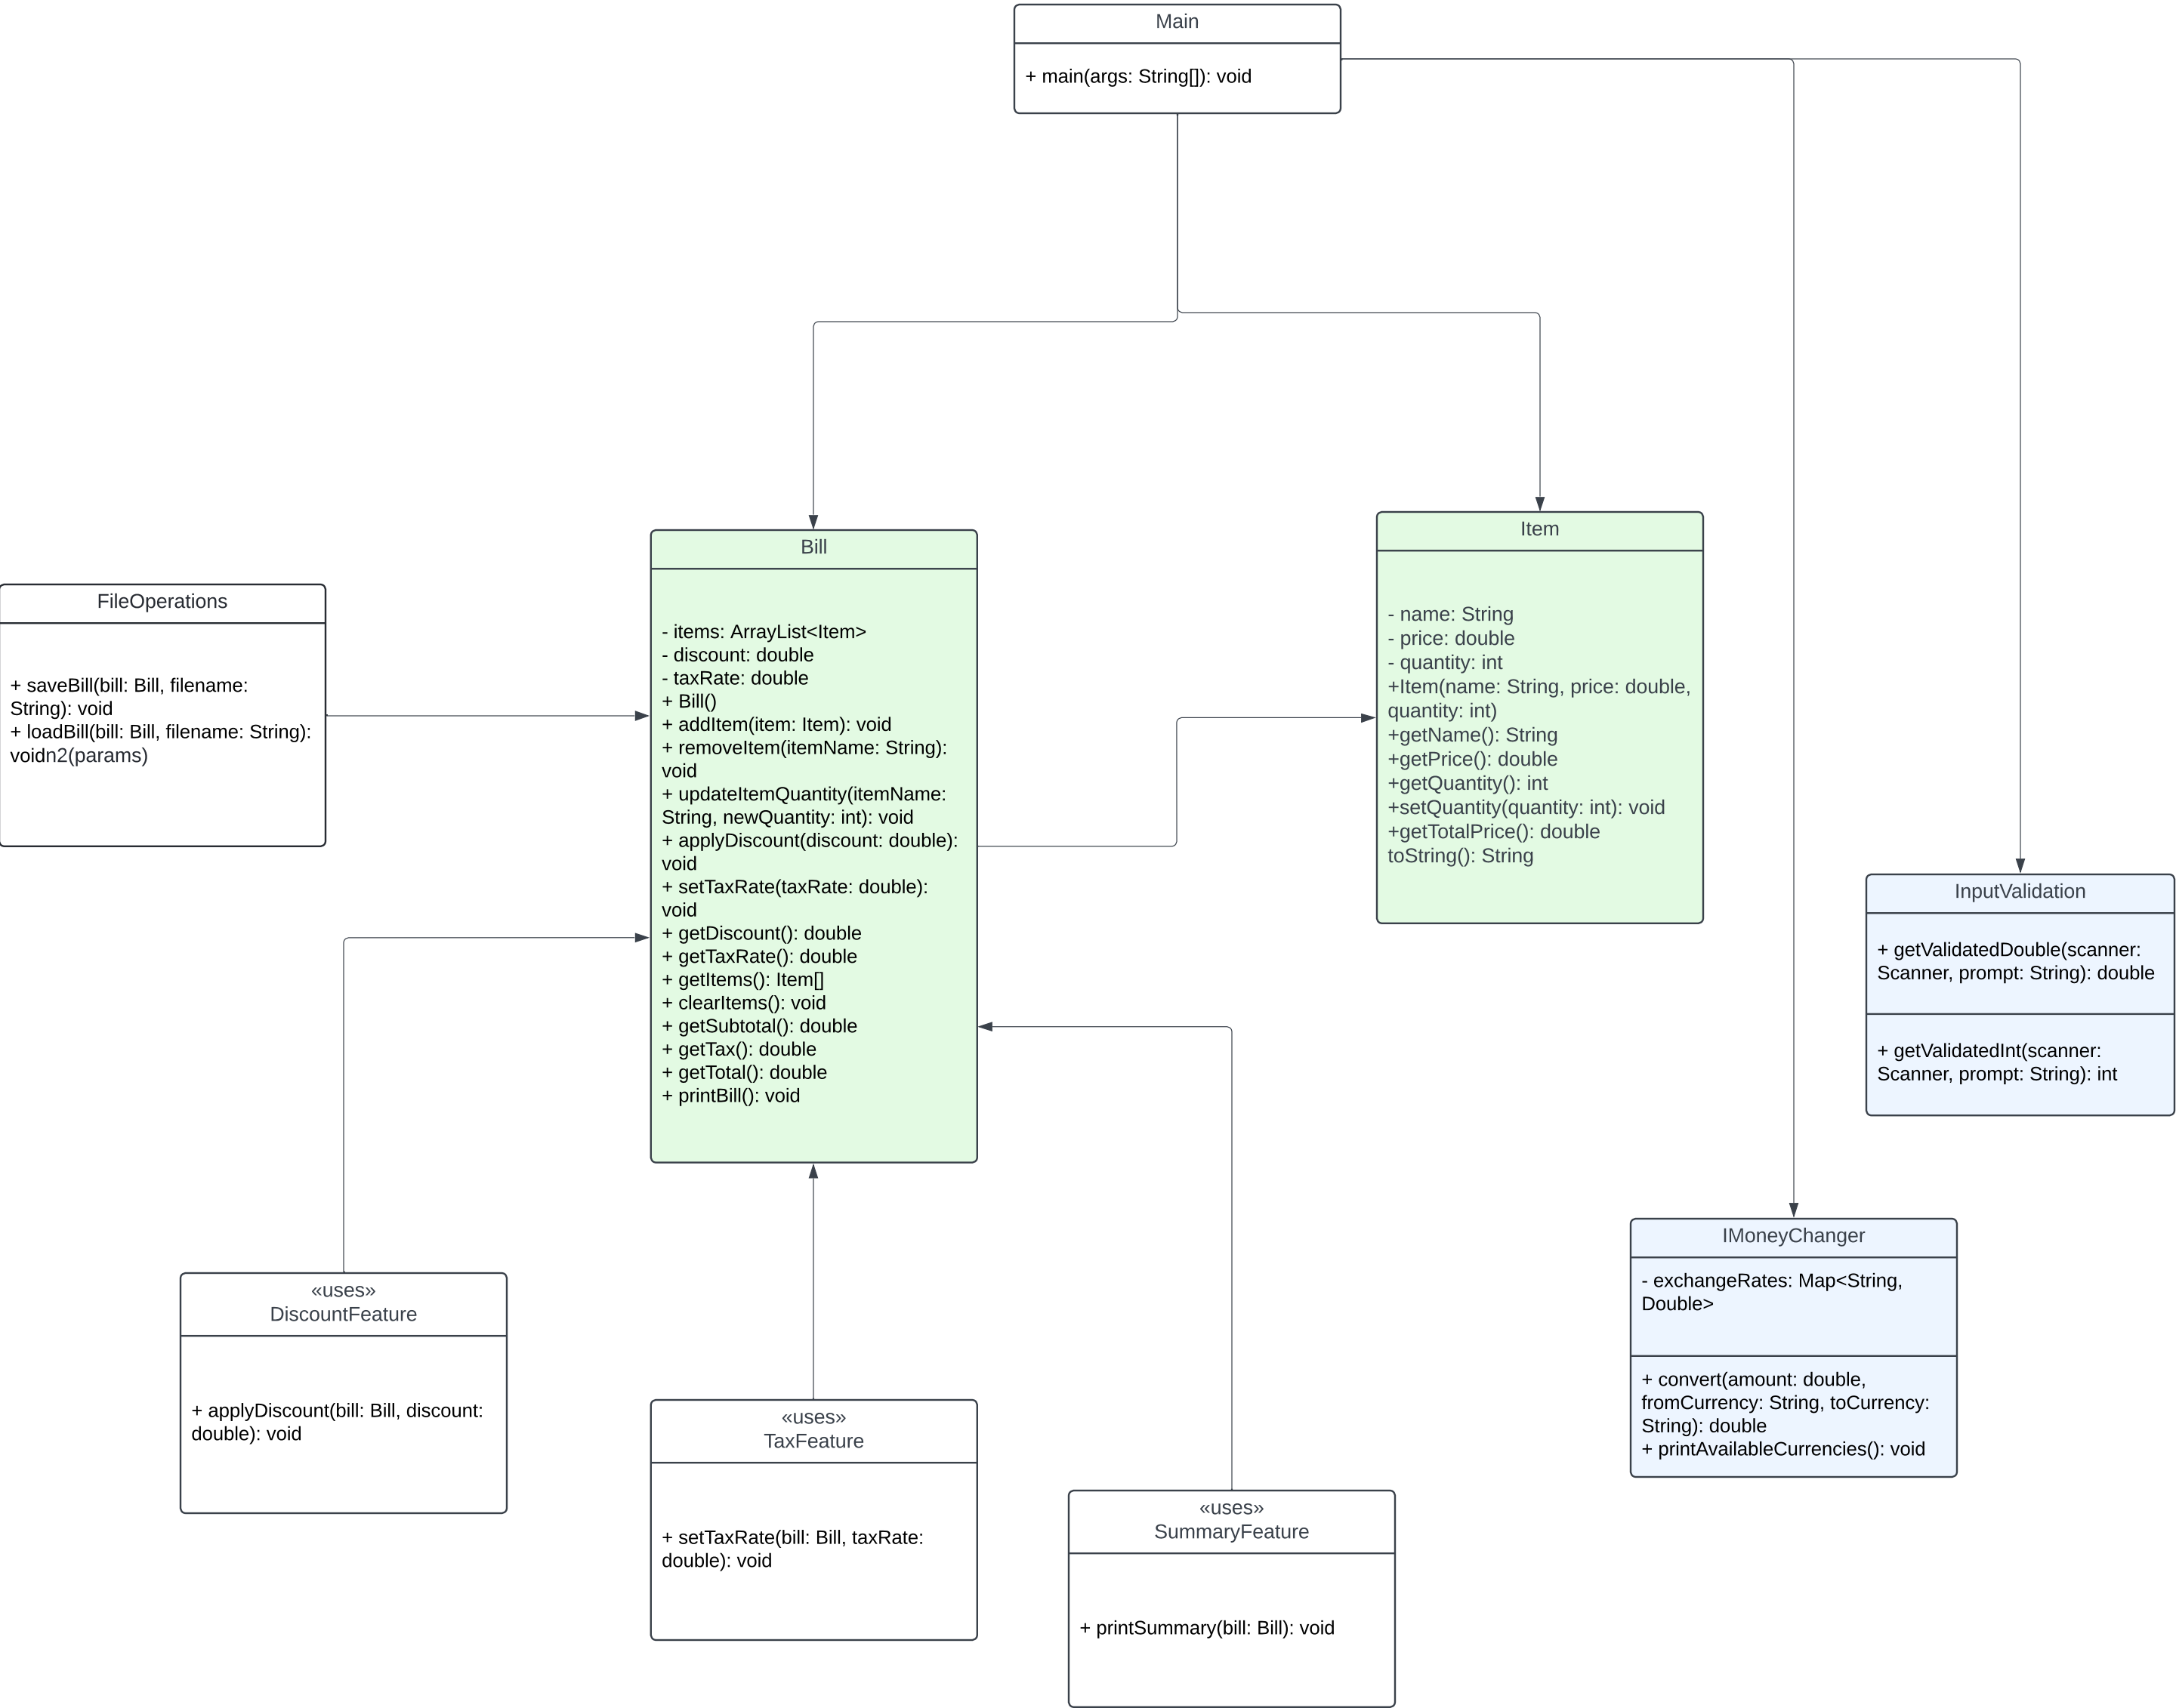 Main
+ main(args: String[]): void
Bill
- items: ArrayList<Item>
- discount: double
- taxRate: double
+ Bill()
+ addItem(item: Item): void
+ removeItem(itemName: String):
void
+ updateItemQuantity(itemName:
String, newQuantity: int): void
+ applyDiscount(discount: double):
void
+ setTaxRate(taxRate: double):
void
+ getDiscount(): double
+ getTaxRate(): double
+ getItems(): Item[]
+ clearItems(): void
+ getSubtotal(): double
+ getTax(): double
+ getTotal(): double
+ printBill(): void
Item
- name: String
- price: double
- quantity: int
+Item(name: String, price: double,
quantity: int)
+getName(): String
+getPrice(): double
+getQuantity(): int
+setQuantity(quantity: int): void
+getTotalPrice(): double
toString(): String
FileOperations
+ saveBill(bill: Bill, filename:
String): void
+ loadBill(bill: Bill, filename: String):
voidn2(params)
InputValidation
+ getValidatedDouble(scanner:
Scanner, prompt: String): double
+ getValidatedInt(scanner:
Scanner, prompt: String): int
IMoneyChanger
- exchangeRates: Map<String,
Double>
+ convert(amount: double,
fromCurrency: String, toCurrency:
String): double
+ printAvailableCurrencies(): void
«uses»
DiscountFeature
+ applyDiscount(bill: Bill, discount:
double): void
«uses»
TaxFeature
+ setTaxRate(bill: Bill, taxRate:
double): void
«uses»
SummaryFeature
+ printSummary(bill: Bill): void